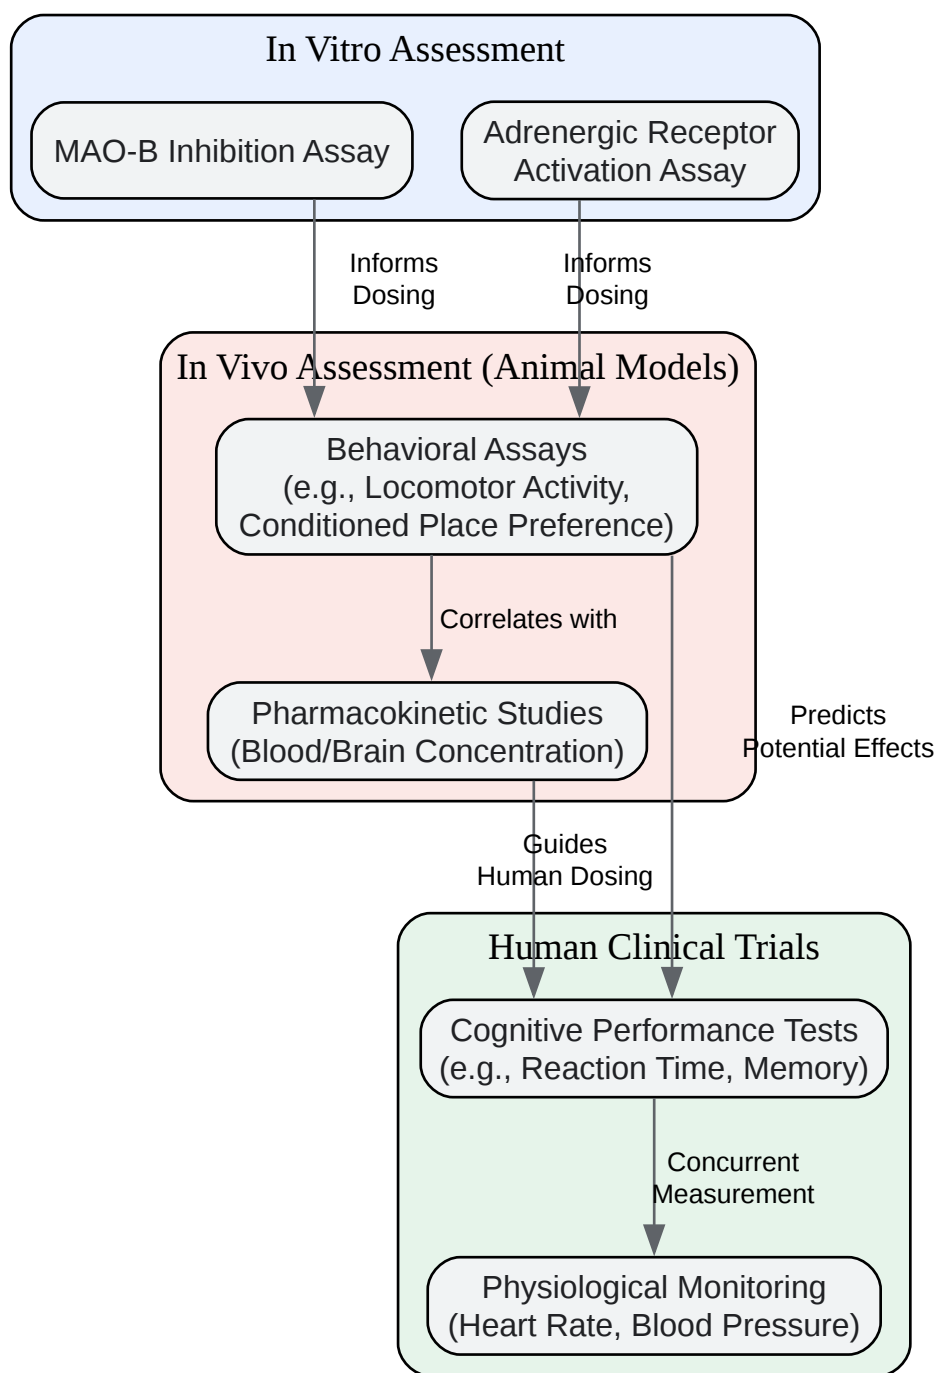 In Vitro Assessment
MAO-B Inhibition Assay
Adrenergic Receptor
Activation Assay
Informs
Dosing
Informs
Dosing
In Vivo Assessment (Animal Models)
Behavioral Assays
(e.g., Locomotor Activity,
Conditioned Place Preference)
Correlates with
Pharmacokinetic Studies
(Blood/Brain Concentration)
Predicts
Potential Effects
Guides
Human Dosing
Human Clinical Trials
Cognitive Performance Tests
(e.g., Reaction Time, Memory)
Concurrent
Measurement
Physiological Monitoring
(Heart Rate, Blood Pressure)